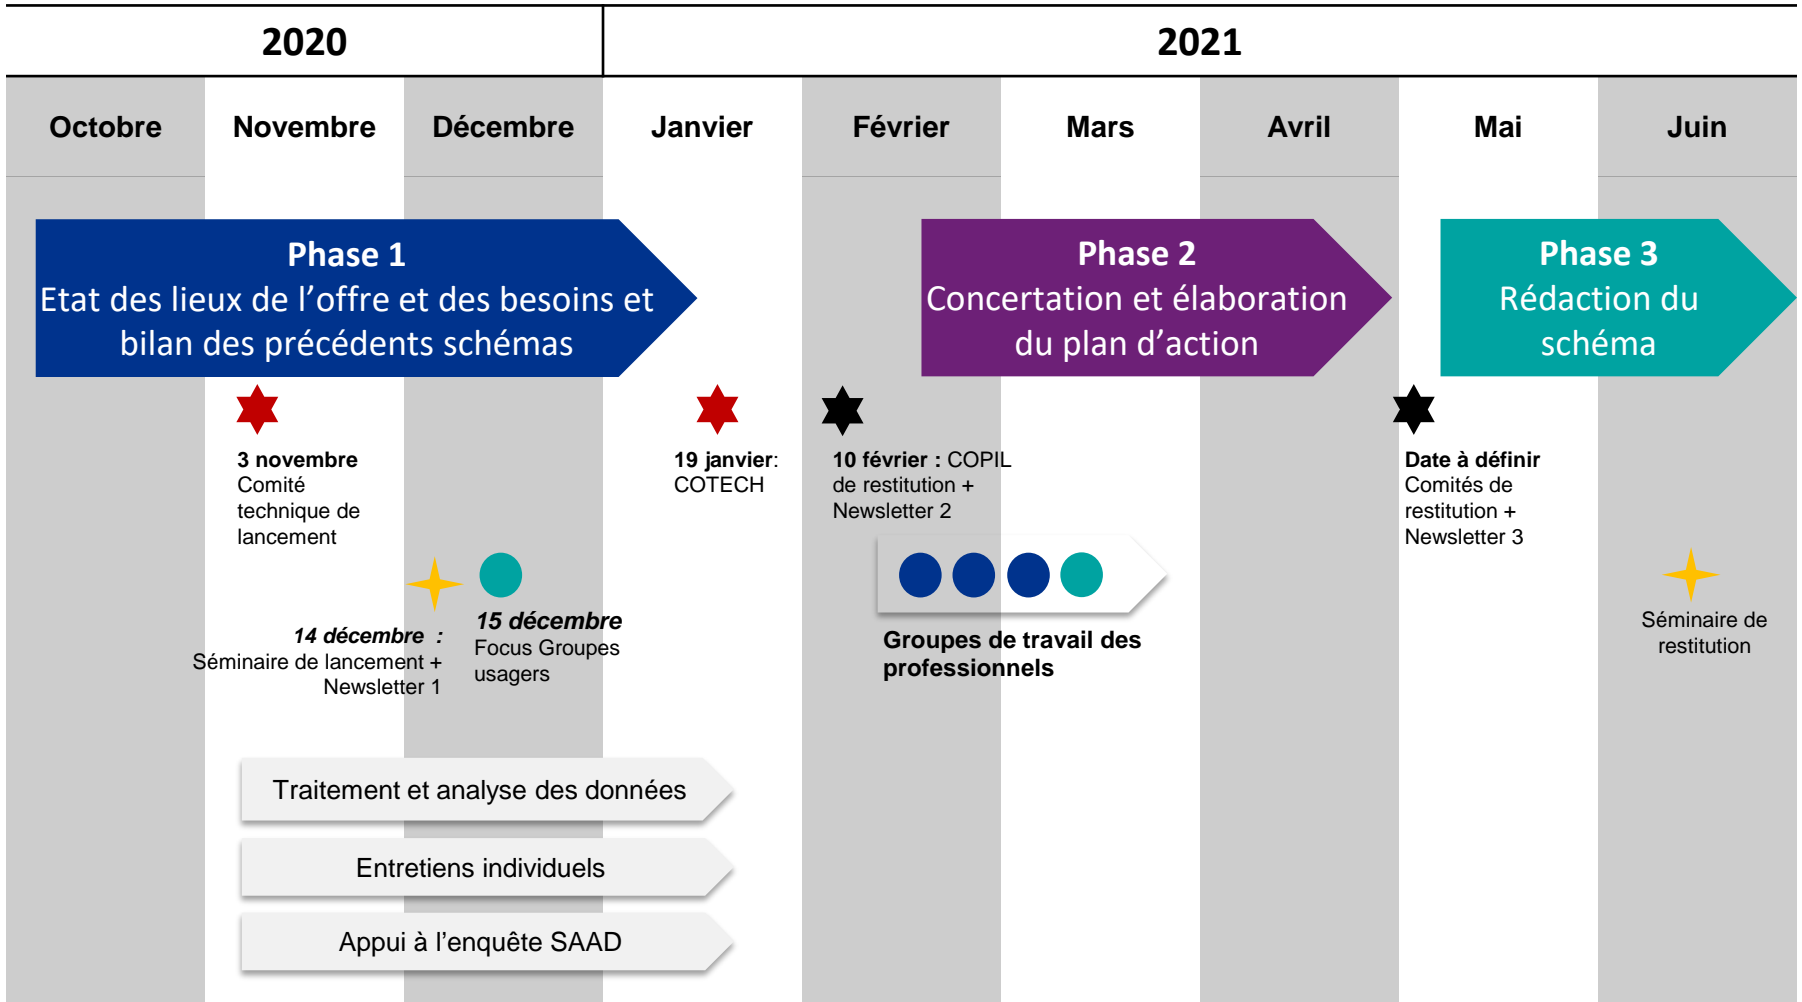 2020
2021
Octobre
Novembre
Décembre
Janvier
Février
Mars
Avril
Mai
Juin
Phase 1
Etat des lieux de l'offre et des besoins et
bilan des précédents schémas
Phase 2
Concertation et élaboration
du plan d'action
Phase 3
Rédaction du
schéma
3 novembre
Comité
technique de
lancement
19 janvier:
COTECH
10 février : COPIL
de restitution +
Newsletter 2
Date à définir
Comités de
restitution +
Newsletter 3
14 décembre :
Séminaire de lancement +
Newsletter 1
15 décembre
Focus Groupes
usagers
Groupes de travail des
professionnels
Séminaire de
restitution
Traitement et analyse des données
Entretiens individuels
Appui à l'enquête SAAD